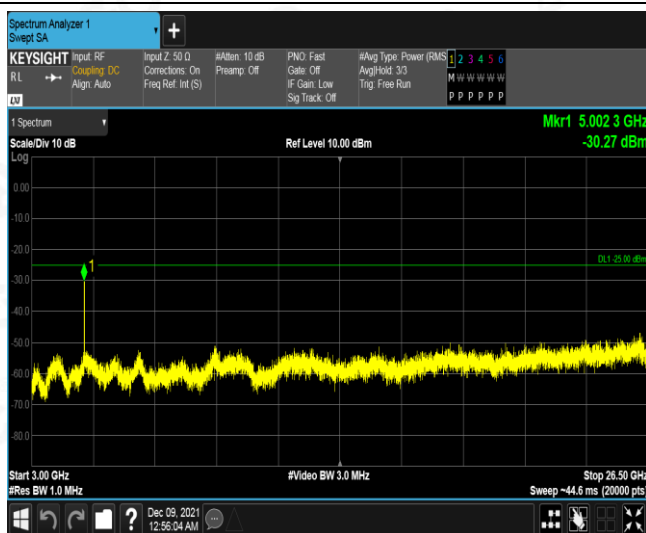 Spectrum Analyzer 1
Swept SA
+
KEYSIGHT Input: RF Input Z: 50 Ω #Atten: 10 dB PNO: Fast #Avg Type: Power (RMS 1 2 3 4 5 6
RL Coupling: DC Corrections: On Preamp: Off Gate: Off Avg|Hold: 3/3 M W W W W W
Align: Auto Freq Ref: Int (S) IF Gain: Low Trig: Free Run
LXI Sig Track: Off P P P P P P
1 Spectrum Mkr1 5.002 3 GHz
Scale/Div 10 dB Ref Level 10.00 dBm -30.27 dBm
Log
0.00
-10.0
-20.0
1 DL1 -25.00 dBm
-30.0
-40.0
-50.0
-60.0
-70.0
-80.0
Start 3.00 GHz #Video BW 3.0 MHz Stop 26.50 GHz
#Res BW 1.0 MHz Sweep ~44.6 ms (20000 pts)
? Dec 09, 2021
12:56:04 AM